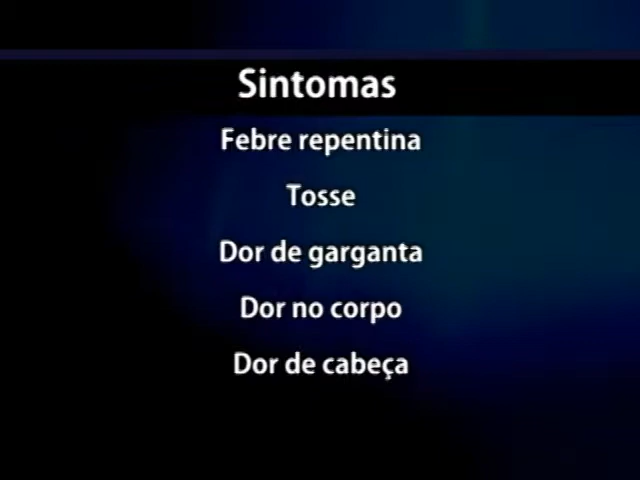 Sintomas
Febre repentina
Tosse
Dor de garganta
Dor no corpo
Dor de cabeça